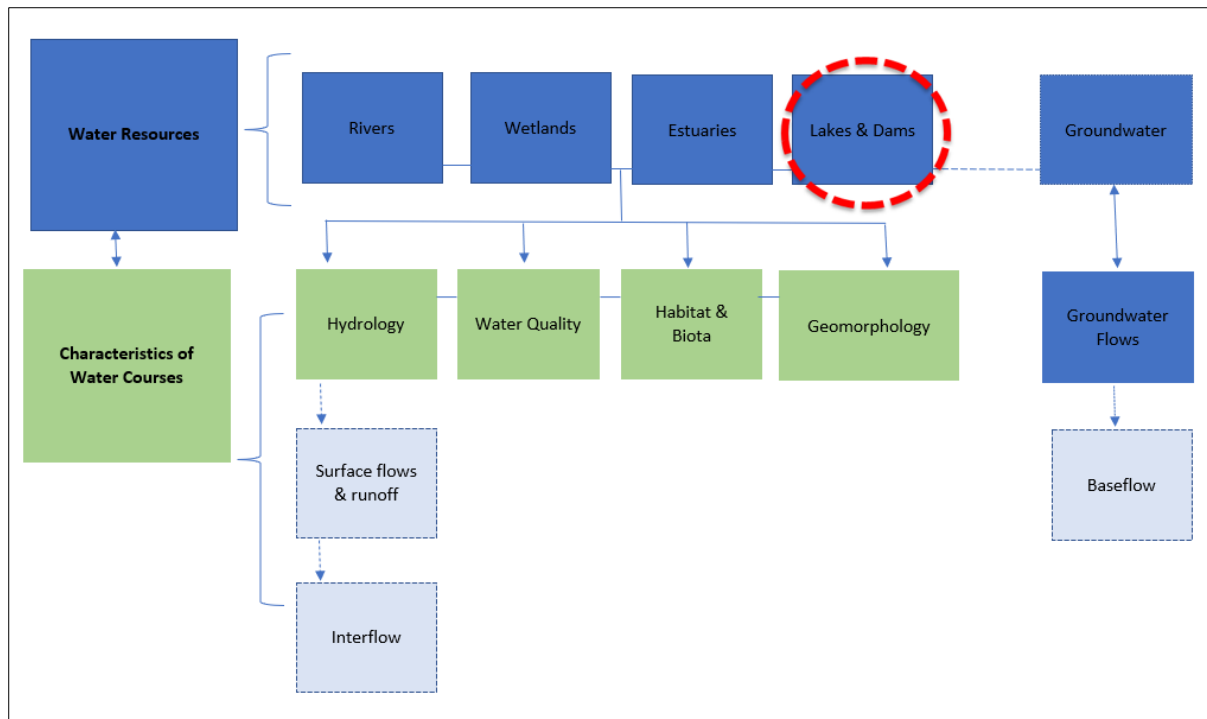 Water Resources
Rivers
Wetlands
Estuaries
Lakes & Dams
Groundwater
Characteristics of
Water Courses
Hydrology
Water Quality
Habitat &
Biota
Geomorphology
Groundwater
Flows
Surface flows
& runoff
Baseflow
Interflow